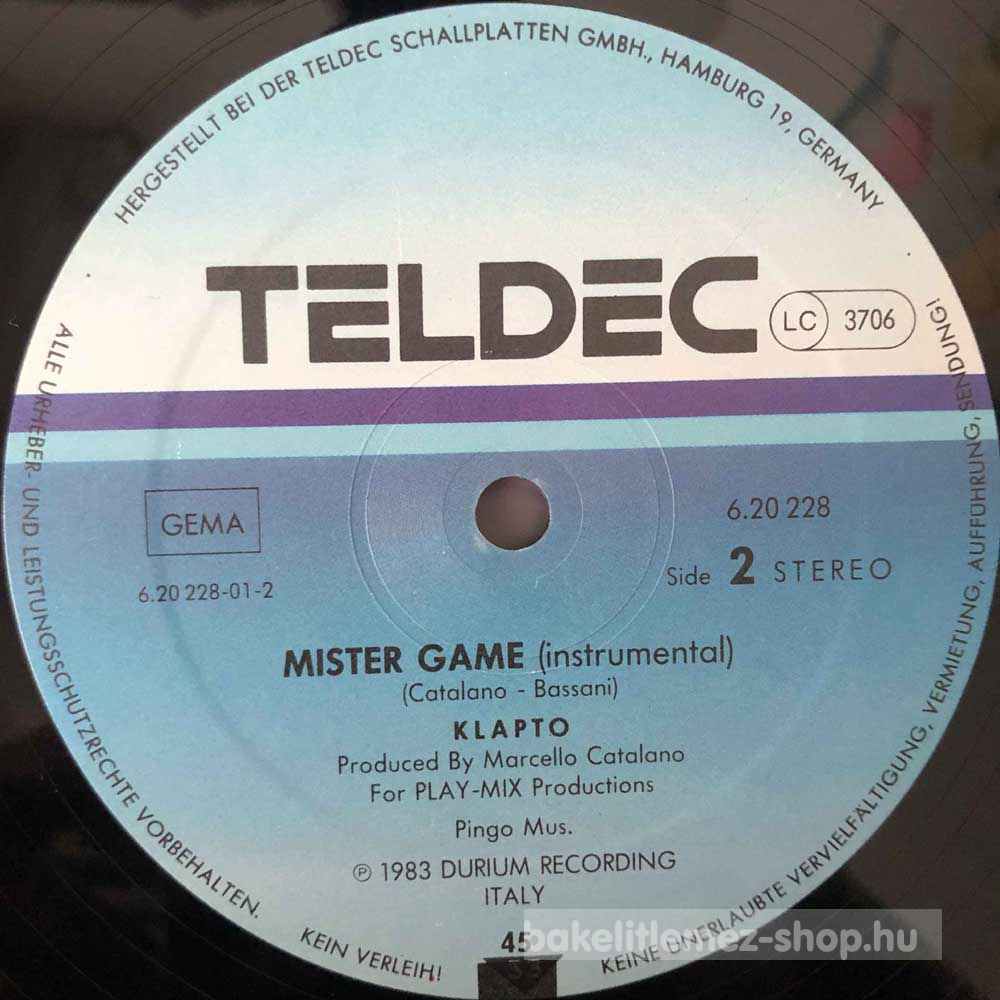 HERGESTELLT BEI DER TELDEC SCHALLPLATTEN GMBH., HAMBURG 19, GERMANY
TELDEC
LC 3706
GEMA
6.20 228-01-2
6.20 228
Side 2 STEREO
MISTER GAME (instrumental)
(Catalano - Bassani)
KLAPTO
Produced By Marcello Catalano
For PLAY-MIX Productions
Pingo Mus.
℗ 1983 DURIUM RECORDING
ITALY
45
ALLE URHEBER- UND LEISTUNGSSCHUTZRECHTE VORBEHALTEN.
KEIN VERLEIH!
KEINE UNERLAUBTE VERVIELFÄLTIGUNG, VERMIETUNG, AUFFÜHRUNG, SENDUNG!
bakelitlemez-shop.hu